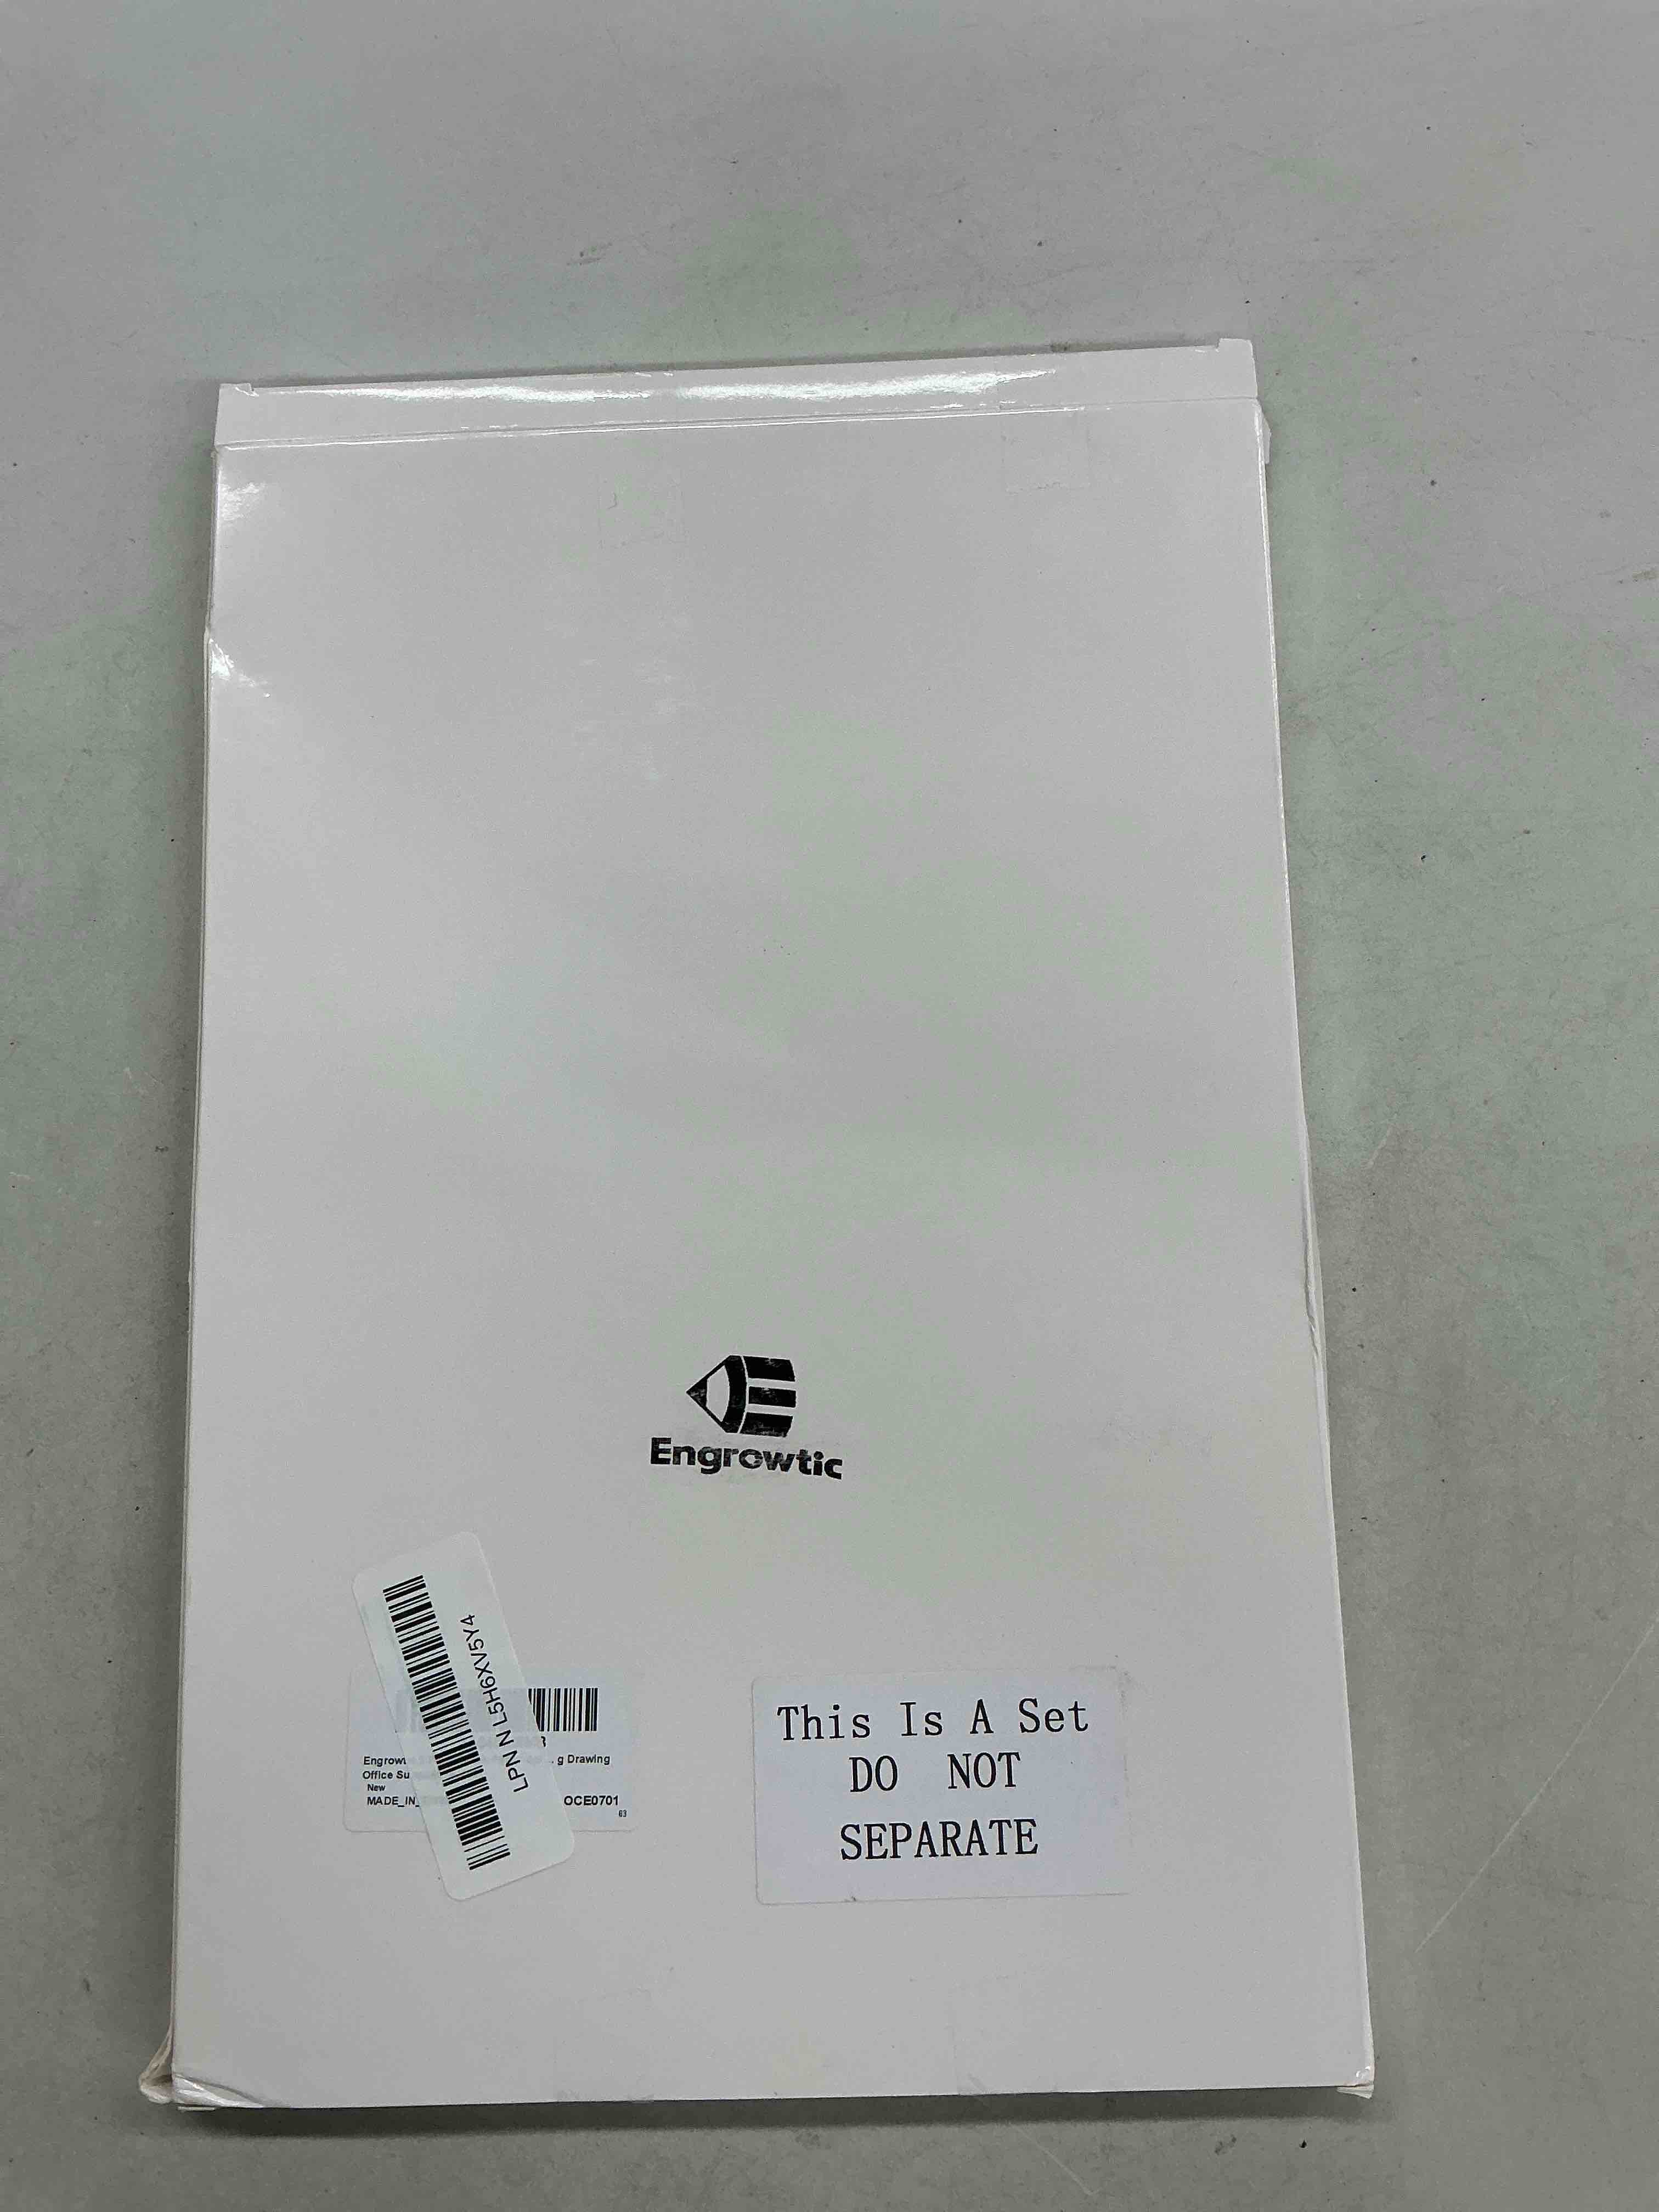 Engrowtic
LPN N L5H6XV5Y4
g Drawing
Office Su
New
MADE_IN_
OCE0701
63
This Is A Set
DO NOT
SEPARATE